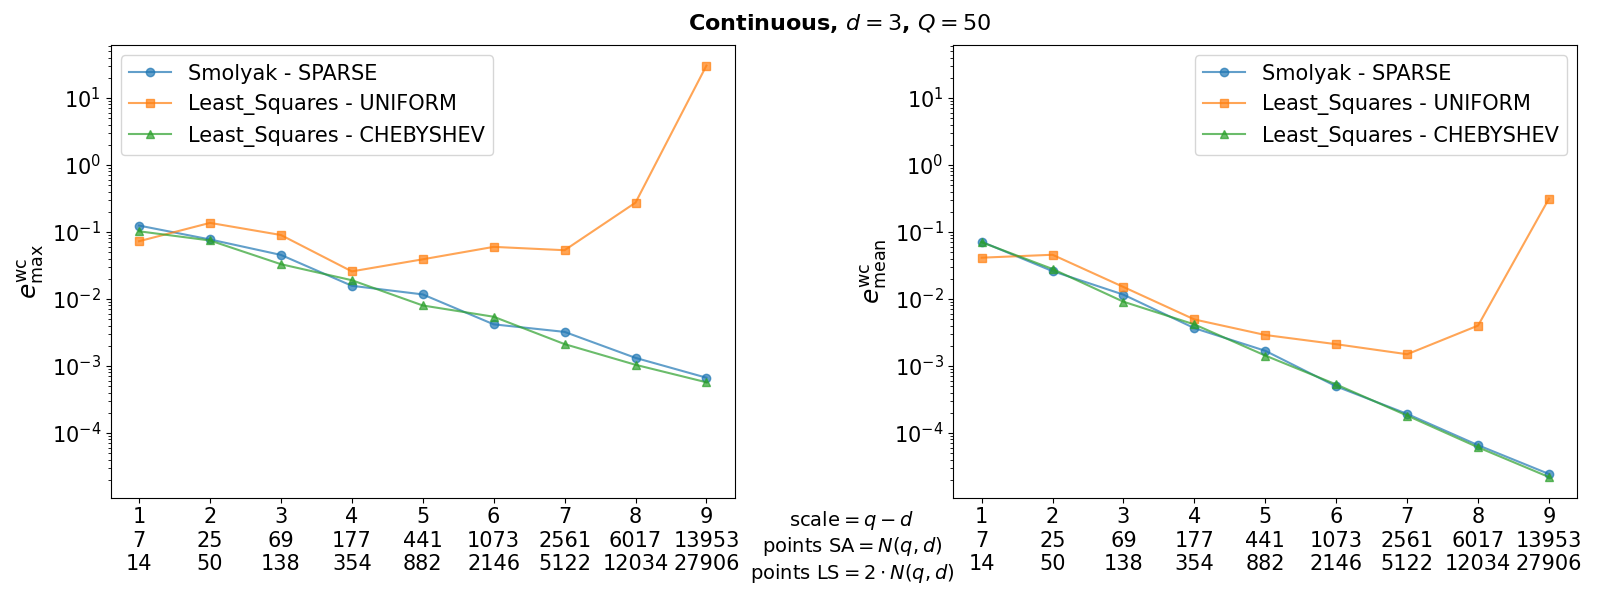 Continuous, d = 3, Q = 50
Smolyak - SPARSE
Least_Squares - UNIFORM
Least_Squares - CHEBYSHEV
10^1
10^0
10^-1
10^-2
10^-3
10^-4
e^wc_max
1 2 3 4 5 6 7 8 9
7 25 69 177 441 1073 2561 6017 13953
14 50 138 354 882 2146 5122 12034 27906
scale = q − d
points SA = N(q, d)
points LS = 2 · N(q, d)
Smolyak - SPARSE
Least_Squares - UNIFORM
Least_Squares - CHEBYSHEV
10^1
10^0
10^-1
10^-2
10^-3
10^-4
e^wc_mean
1 2 3 4 5 6 7 8 9
7 25 69 177 441 1073 2561 6017 13953
14 50 138 354 882 2146 5122 12034 27906